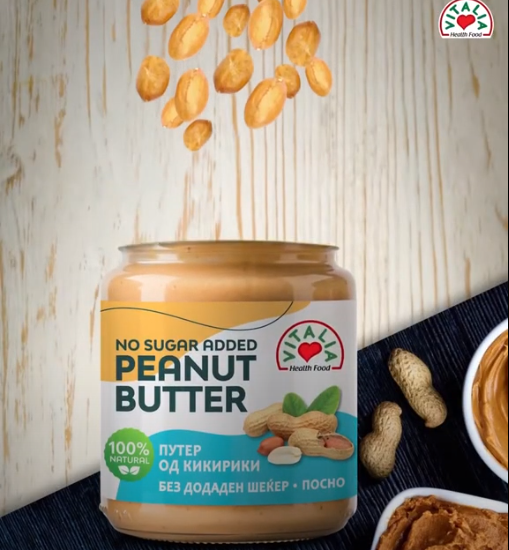 VITALIA
Health Food
NO SUGAR ADDED
PEANUT
BUTTER
VITALIA
Health Food
100%
NATURAL
ПУТЕР
ОД КИКИРИКИ
БЕЗ ДОДАДЕН ШЕЌЕР • ПОСНО